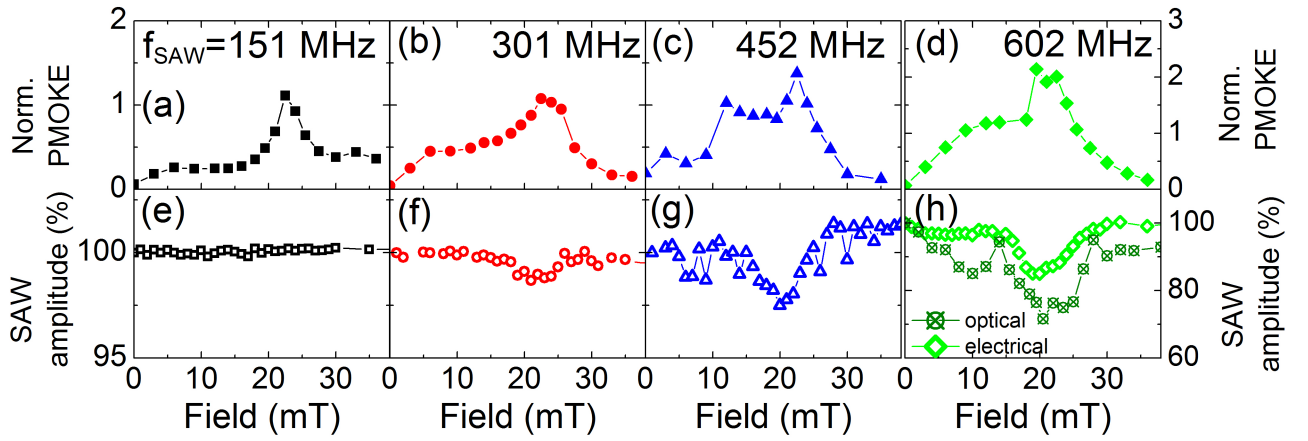 f_SAW=151 MHz
301 MHz
452 MHz
602 MHz
(a)
(b)
(c)
(d)
Norm.
PMOKE
2
1
0
3
2
1
0
Norm.
PMOKE
(e)
(f)
(g)
(h)
SAW
amplitude (%)
100
95
100
80
60
SAW
amplitude (%)
optical
electrical
0 10 20 30
0 10 20 30
0 10 20 30
0 10 20 30
Field (mT)
Field (mT)
Field (mT)
Field (mT)